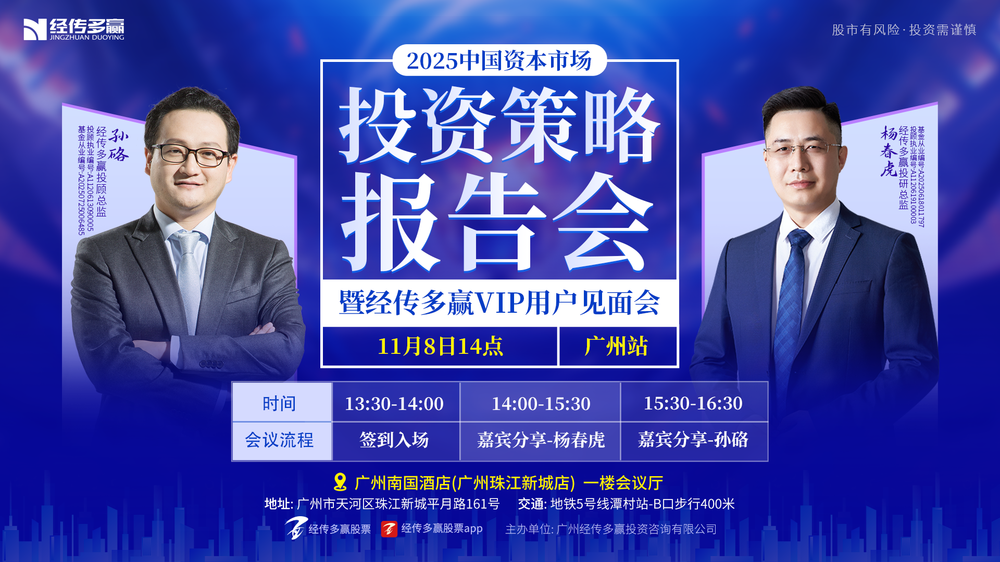 经传多赢
JINGZHUAN DUOYING
股市有风险·投资需谨慎
2025中国资本市场
投资策略
报告会
暨经传多赢VIP用户见面会
11月8日14点
广州站
孙硌
经传多赢投顾总监
投顾执业编号:A1120613090005
基金从业编号:A20250725006485
杨春虎
经传多赢投研总监
投顾执业编号:A1120619100003
基金从业编号:A20250618011797
时间 13:30-14:00 14:00-15:30 15:30-16:30
会议流程 签到入场 嘉宾分享-杨春虎 嘉宾分享-孙硌
广州南国酒店(广州珠江新城店) 一楼会议厅
地址: 广州市天河区珠江新城平月路161号 交通: 地铁5号线潭村站-B口步行400米
经传多赢股票 经传多赢股票app 主办单位: 广州经传多赢投资咨询有限公司